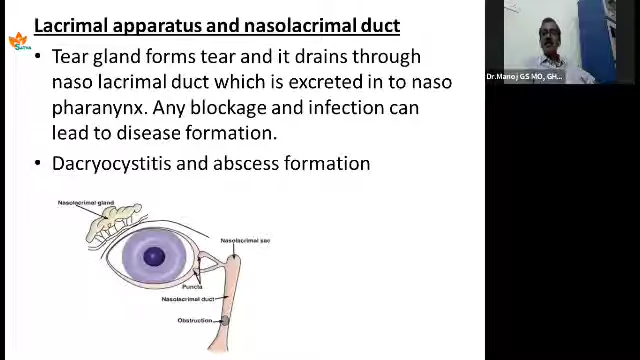 Lacrimal apparatus and nasolacrimal duct
• Tear gland forms tear and it drains through
naso lacrimal duct which is excreted in to naso
pharanynx. Any blockage and infection can
lead to disease formation.
• Dacryocystitis and abscess formation
Nasolacrimal gland
Nasolacrimal sac
Puncta
Nasolacrimal duct
Obstruction
Dr.Manoj GS MO, GH...